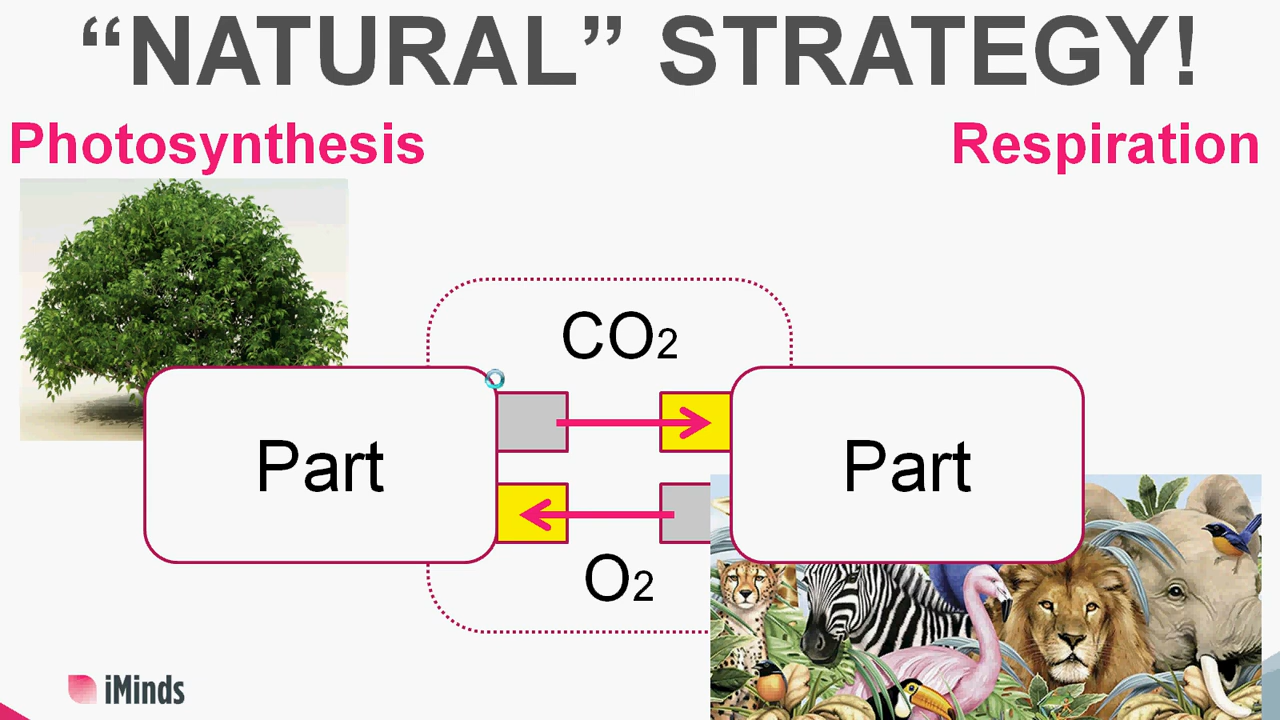 “NATURAL” STRATEGY!
Photosynthesis
Respiration
CO2
Part
Part
O2
iMinds